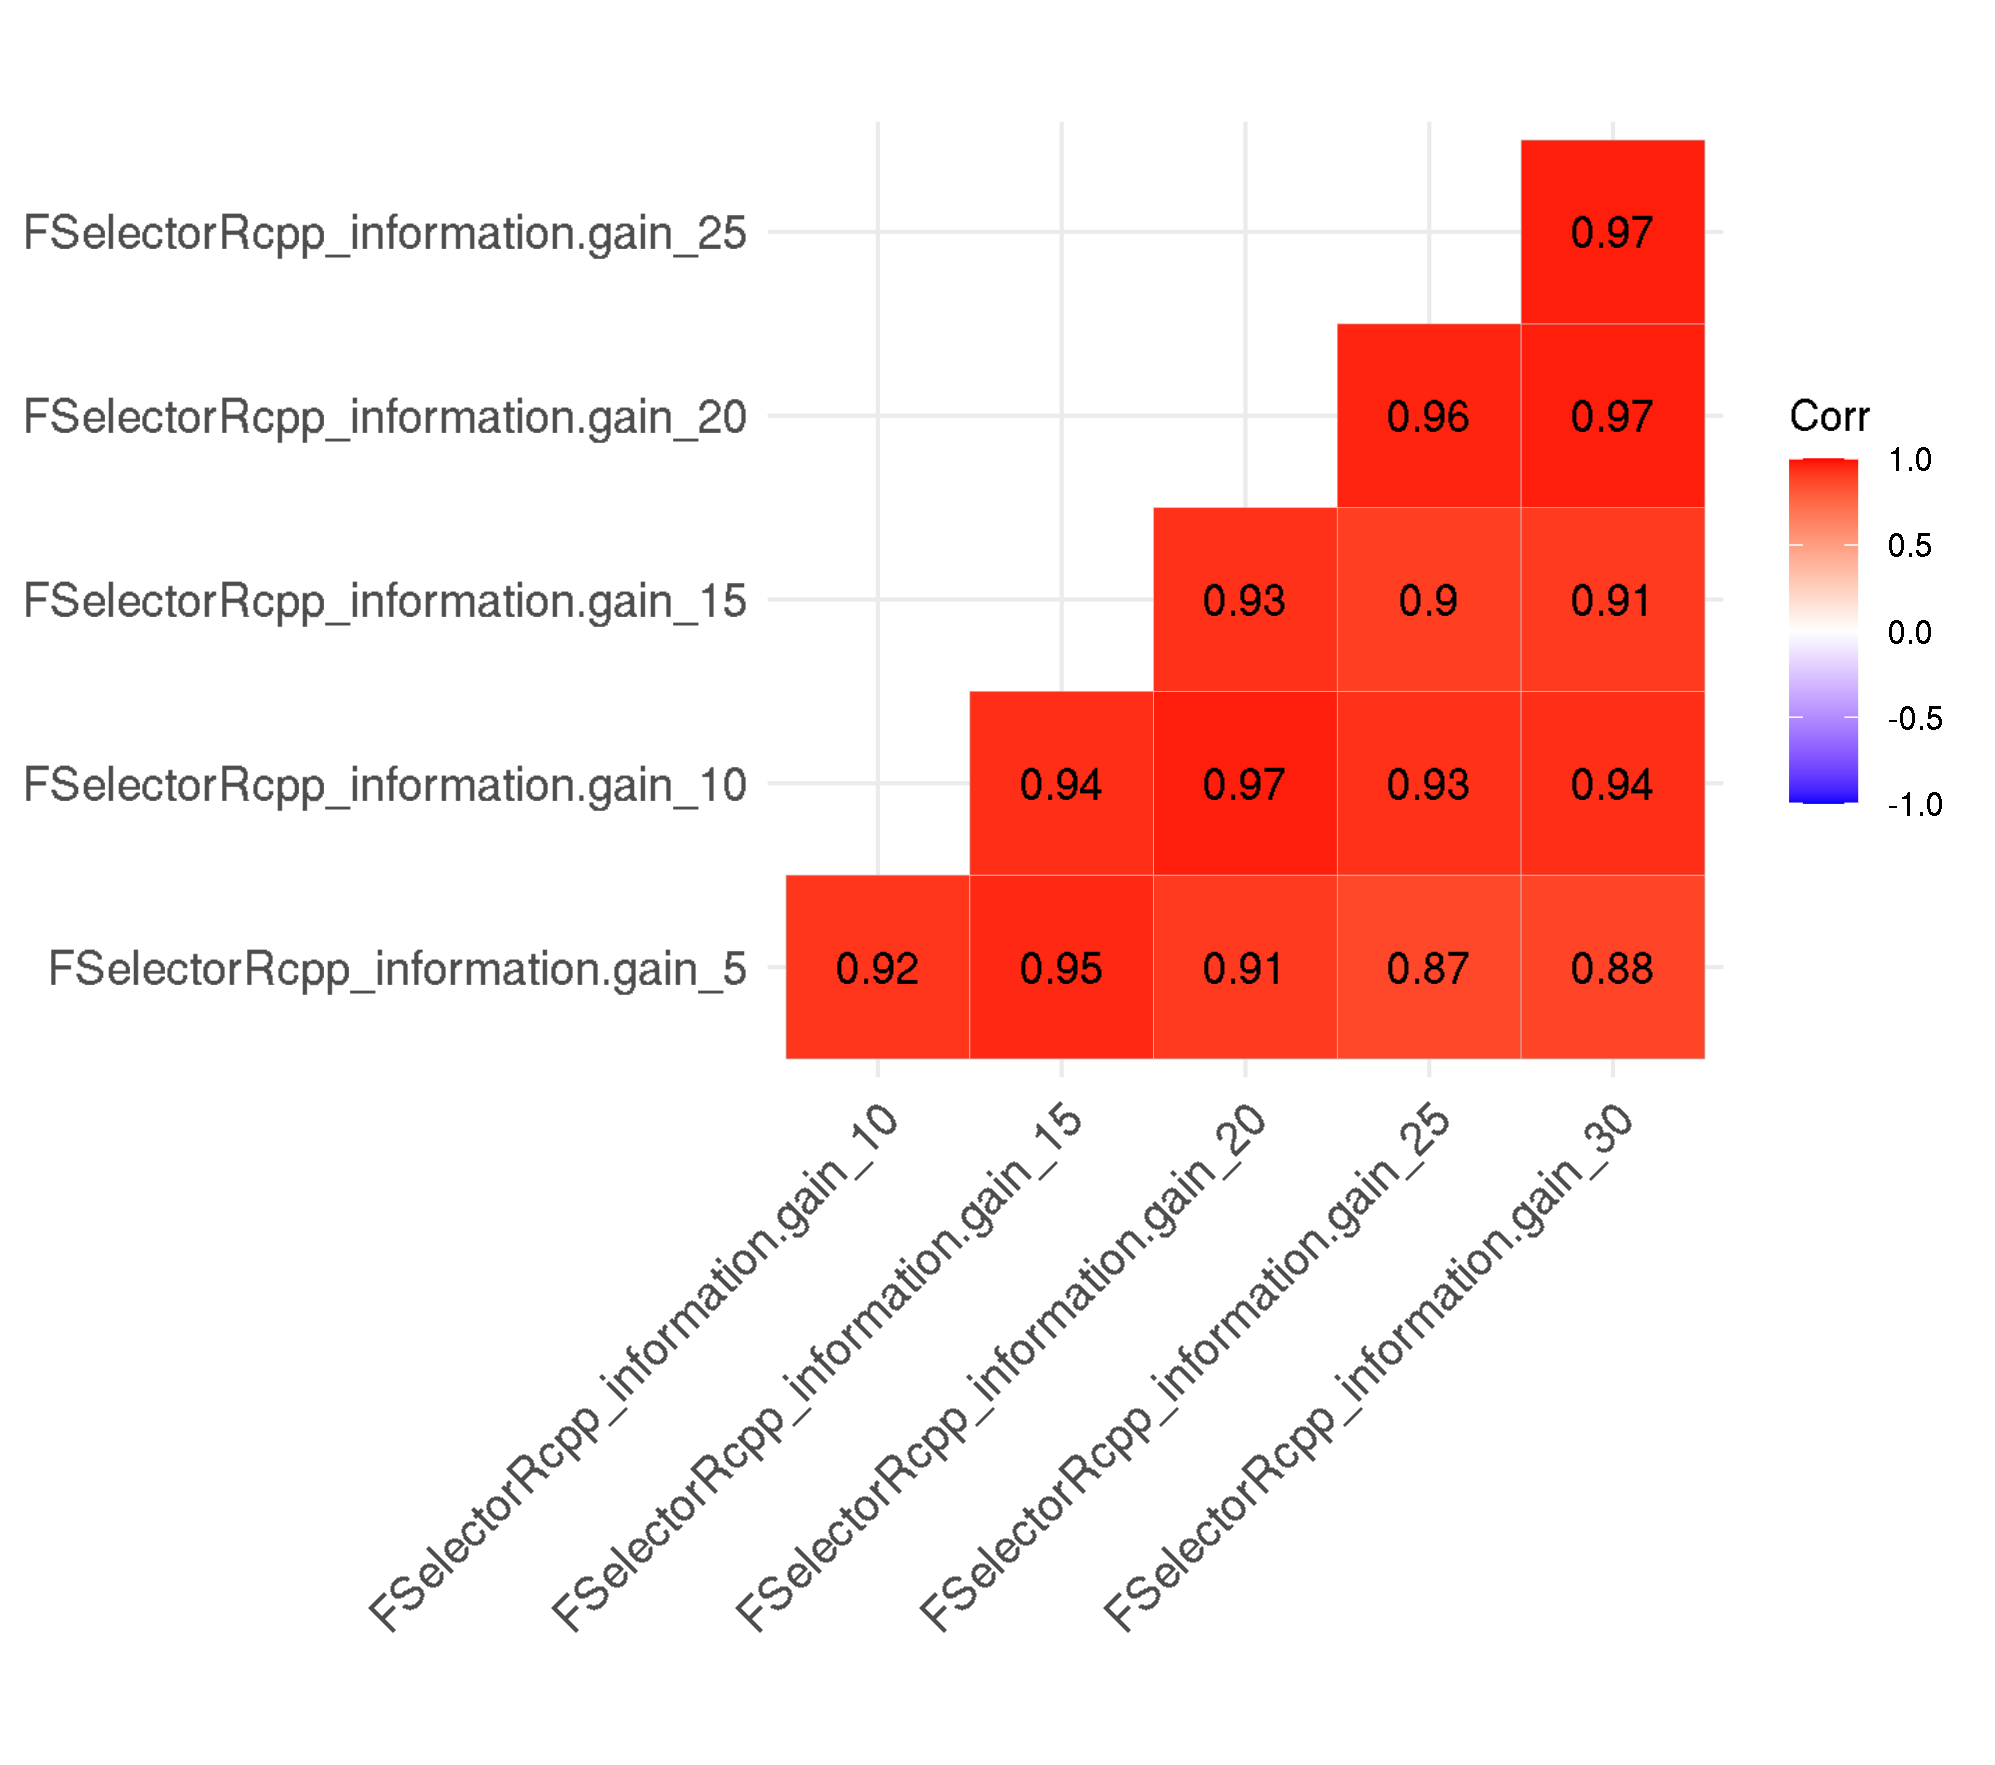 FSelectorRcpp_information.gain_25
0.97
FSelectorRcpp_information.gain_20
0.96 0.97
FSelectorRcpp_information.gain_15
0.93 0.9 0.91
FSelectorRcpp_information.gain_10
0.94 0.97 0.93 0.94
FSelectorRcpp_information.gain_5
0.92 0.95 0.91 0.87 0.88
FSelectorRcpp_information.gain_10
FSelectorRcpp_information.gain_15
FSelectorRcpp_information.gain_20
FSelectorRcpp_information.gain_25
FSelectorRcpp_information.gain_30
Corr
1.0
0.5
0.0
-0.5
-1.0